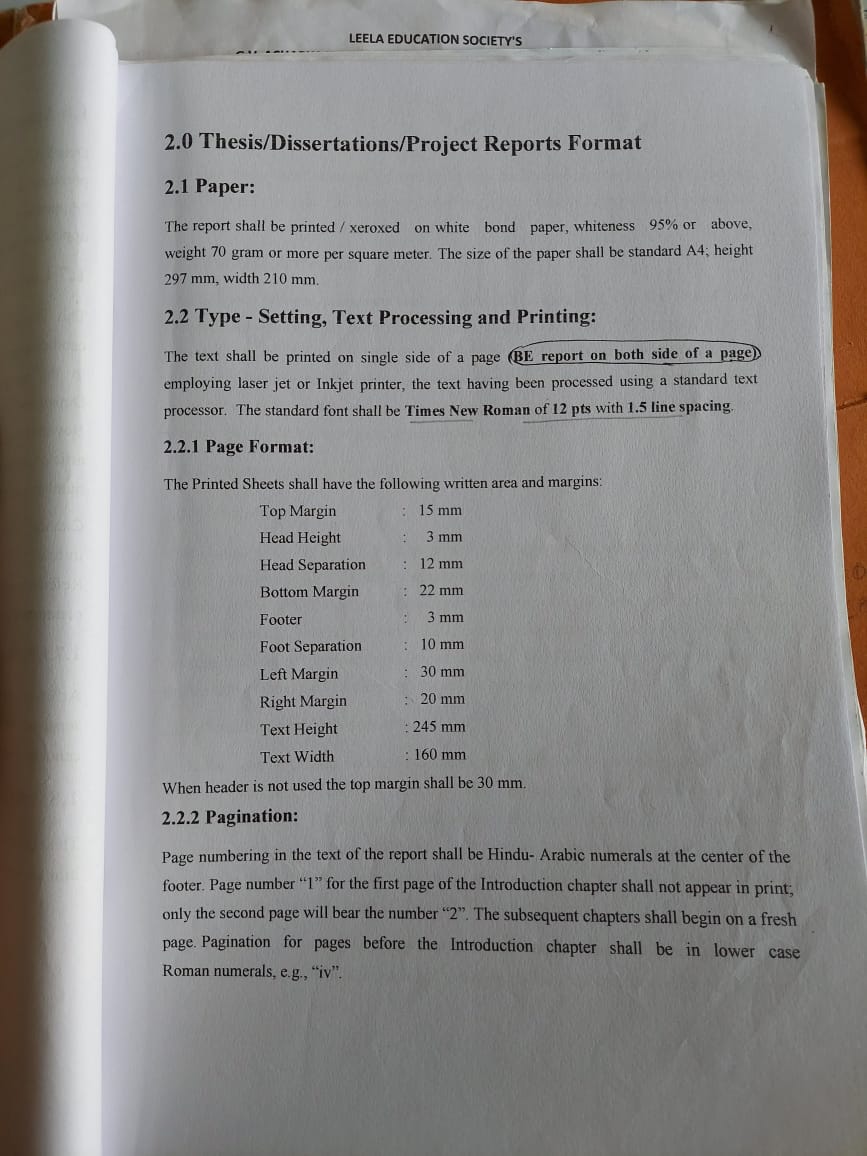 LEELA EDUCATION SOCIETY'S
2.0 Thesis/Dissertations/Project Reports Format
2.1 Paper:
The report shall be printed / xeroxed on white bond paper, whiteness 95% or above,
weight 70 gram or more per square meter. The size of the paper shall be standard A4; height
297 mm, width 210 mm.
2.2 Type - Setting, Text Processing and Printing:
The text shall be printed on single side of a page (BE report on both side of a page)
employing laser jet or Inkjet printer, the text having been processed using a standard text
processor. The standard font shall be Times New Roman of 12 pts with 1.5 line spacing.
2.2.1 Page Format:
The Printed Sheets shall have the following written area and margins:
Top Margin : 15 mm
Head Height : 3 mm
Head Separation : 12 mm
Bottom Margin : 22 mm
Footer : 3 mm
Foot Separation : 10 mm
Left Margin : 30 mm
Right Margin : 20 mm
Text Height : 245 mm
Text Width : 160 mm
When header is not used the top margin shall be 30 mm.
2.2.2 Pagination:
Page numbering in the text of the report shall be Hindu- Arabic numerals at the center of the
footer. Page number “1” for the first page of the Introduction chapter shall not appear in print;
only the second page will bear the number “2”. The subsequent chapters shall begin on a fresh
page. Pagination for pages before the Introduction chapter shall be in lower case
Roman numerals, e.g., “iv”.